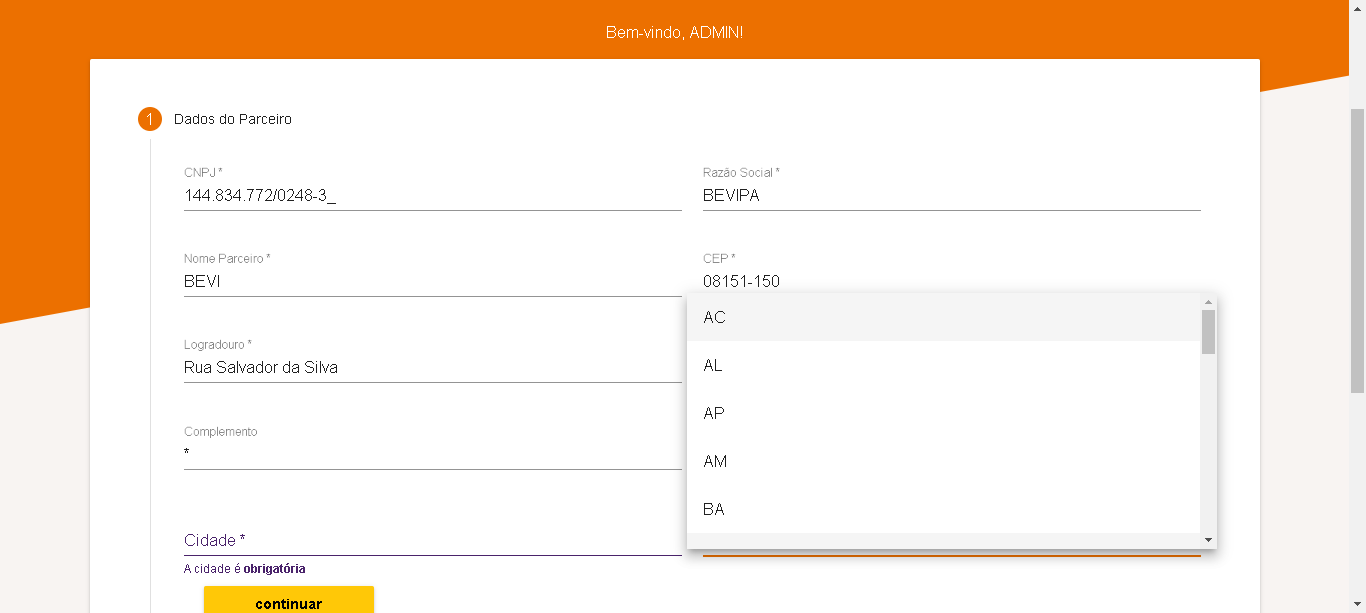 Bem-vindo, ADMIN!
1 Dados do Parceiro
CNPJ *
144.834.772/0248-3_
Razão Social *
BEVIPA
Nome Parceiro *
BEVI
CEP *
08151-150
Logradouro *
Rua Salvador da Silva
Complemento
*
AC
AL
AP
AM
BA
Cidade *
A cidade é obrigatória
continuar